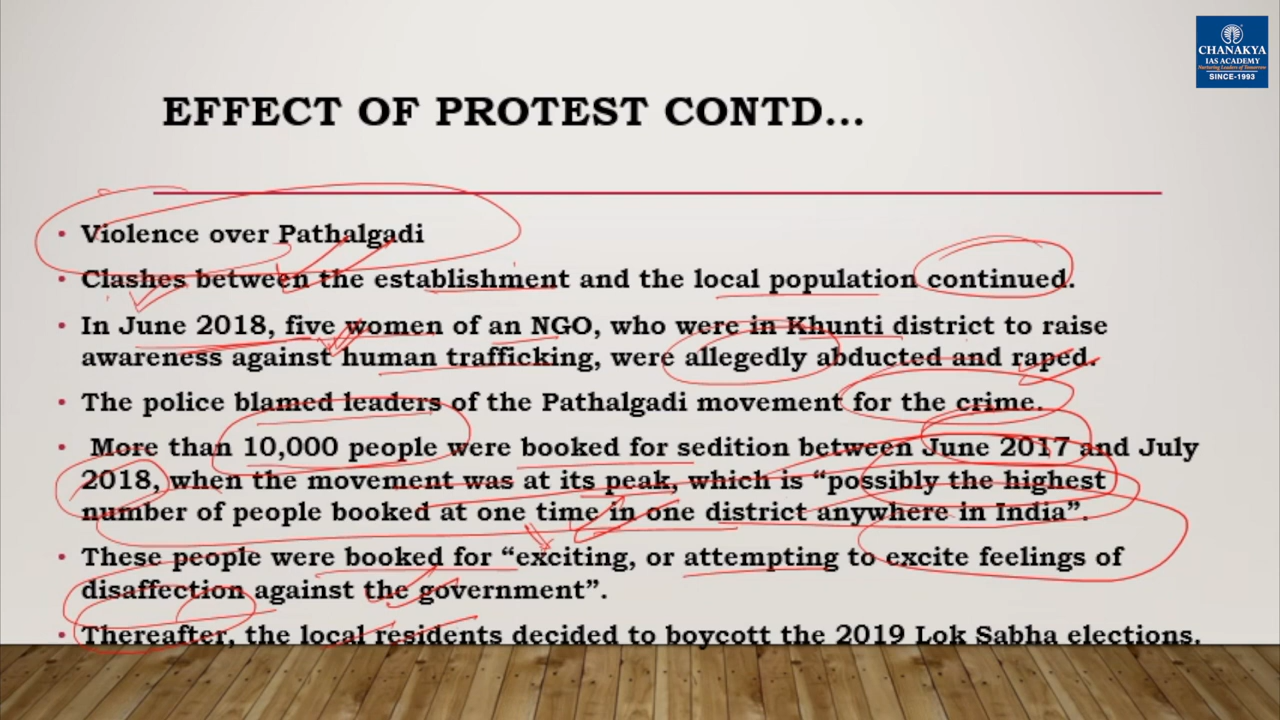 CHANAKYA
IAS ACADEMY
Nurturing Leaders of Tomorrow
SINCE-1993
EFFECT OF PROTEST CONTD...
• Violence over Pathalgadi
• Clashes between the establishment and the local population continued.
• In June 2018, five women of an NGO, who were in Khunti district to raise
awareness against human trafficking, were allegedly abducted and raped.
• The police blamed leaders of the Pathalgadi movement for the crime.
• More than 10,000 people were booked for sedition between June 2017 and July
2018, when the movement was at its peak, which is “possibly the highest
number of people booked at one time in one district anywhere in India”.
• These people were booked for “exciting, or attempting to excite feelings of
disaffection against the government”.
• Thereafter, the local residents decided to boycott the 2019 Lok Sabha elections.